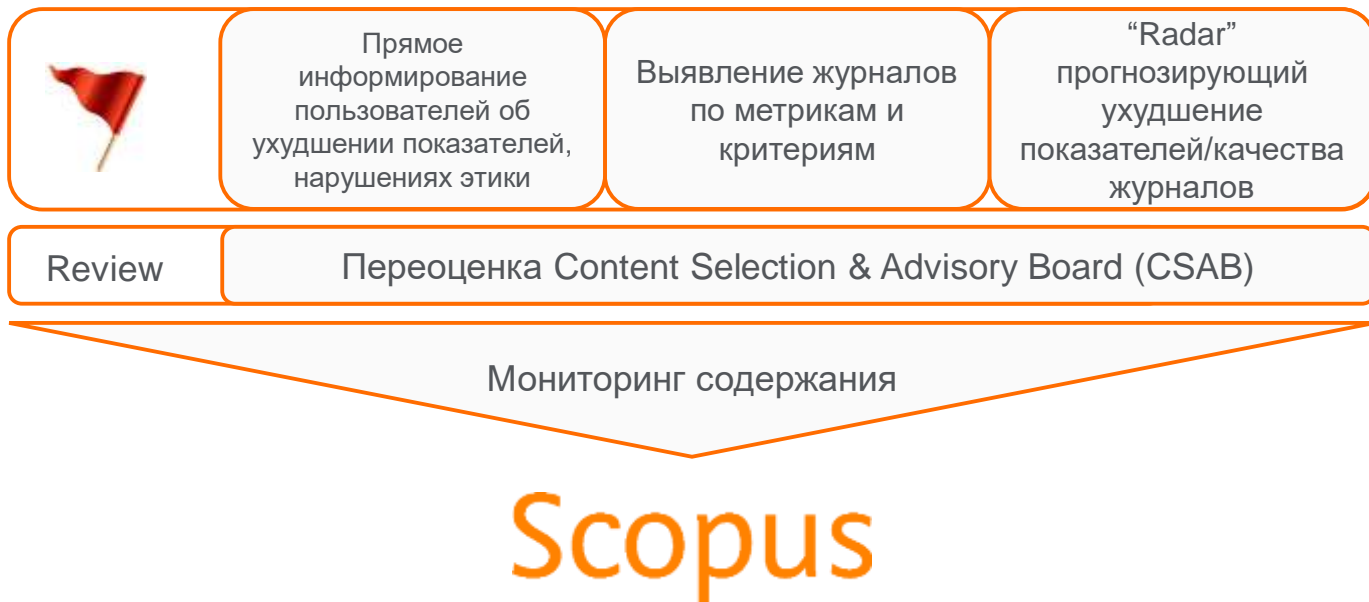 Прямое
информирование
пользователей об
ухудшении показателей,
нарушениях этики
Выявление журналов
по метрикам и
критериям
“Radar”
прогнозирующий
ухудшение
показателей/качества
журналов
Review
Переоценка Content Selection & Advisory Board (CSAB)
Мониторинг содержания
Scopus